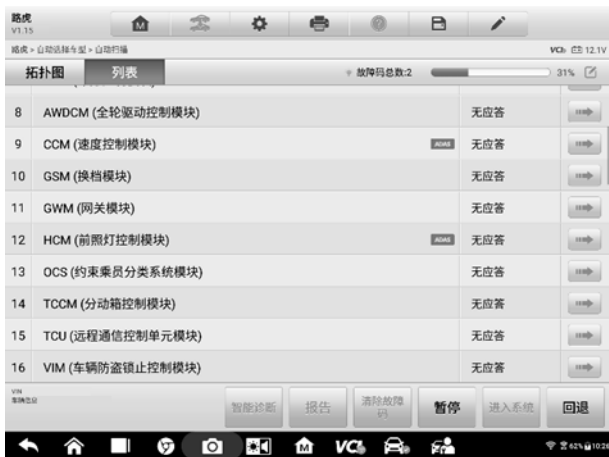 路虎
V1.15
路虎 > 自动选择车型 > 自动扫描
VCI 12.1V
拓扑图 列表 故障码总数:2 31%
8 AWDCM (全轮驱动控制模块) 无应答
9 CCM (速度控制模块) ADAS 无应答
10 GSM (换档模块) 无应答
11 GWM (网关模块) 无应答
12 HCM (前照灯控制模块) ADAS 无应答
13 OCS (约束乘员分类系统模块) 无应答
14 TCCM (分动箱控制模块) 无应答
15 TCU (远程通信控制单元模块) 无应答
16 VIM (车辆防盗锁止控制模块) 无应答
VIN
车辆信息
智能诊断 报告 清除故障码 暂停 进入系统 回退
VCI 62% 10:26